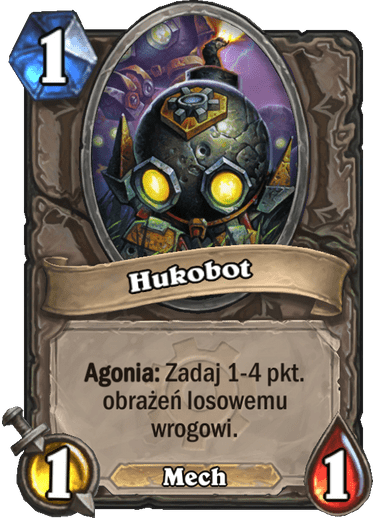 1
Hukobot
Agonia: Zadaj 1-4 pkt.
obrażeń losowemu
wrogowi.
1
Mech
1